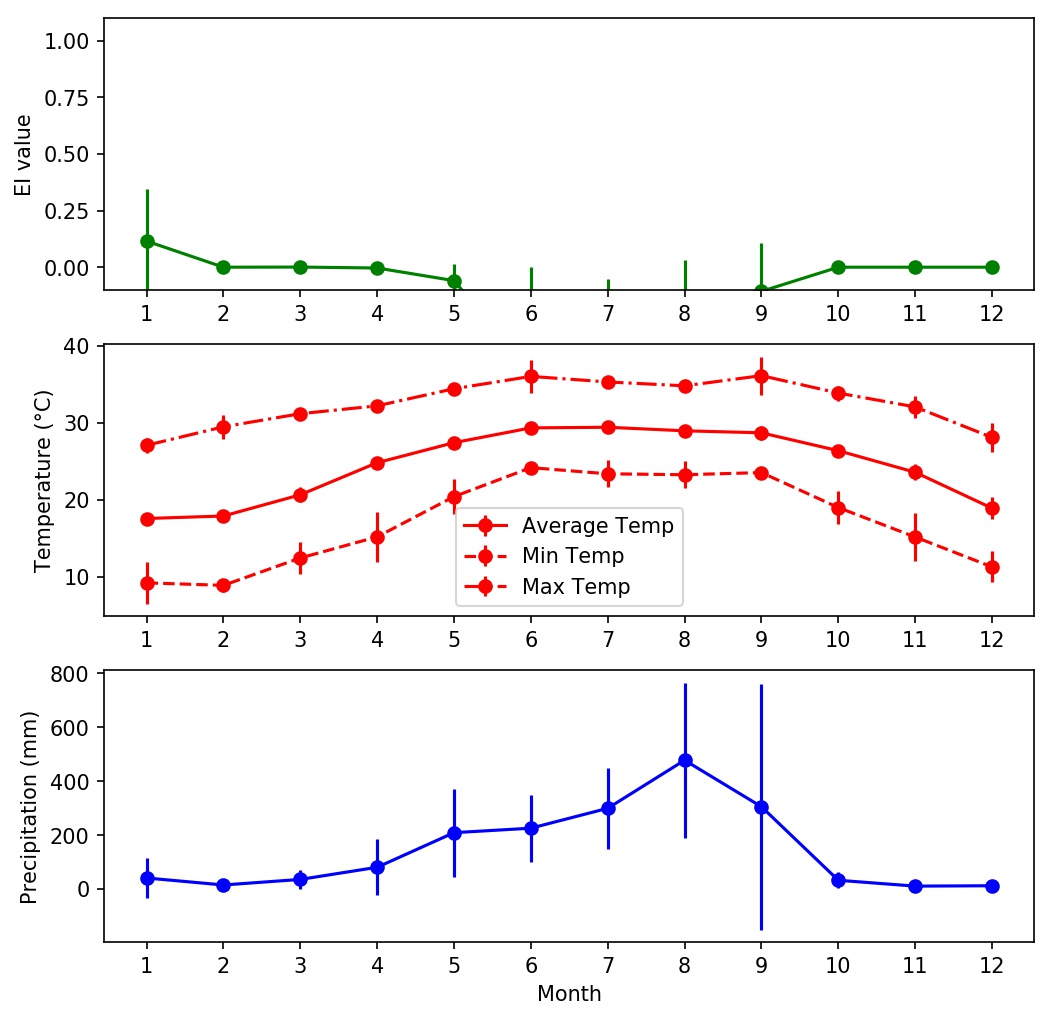 EI value
1.00
0.75
0.50
0.25
0.00
1 2 3 4 5 6 7 8 9 10 11 12
Temperature (°C)
40
30
20
10
Average Temp
Min Temp
Max Temp
1 2 3 4 5 6 7 8 9 10 11 12
Precipitation (mm)
800
600
400
200
0
1 2 3 4 5 6 7 8 9 10 11 12
Month